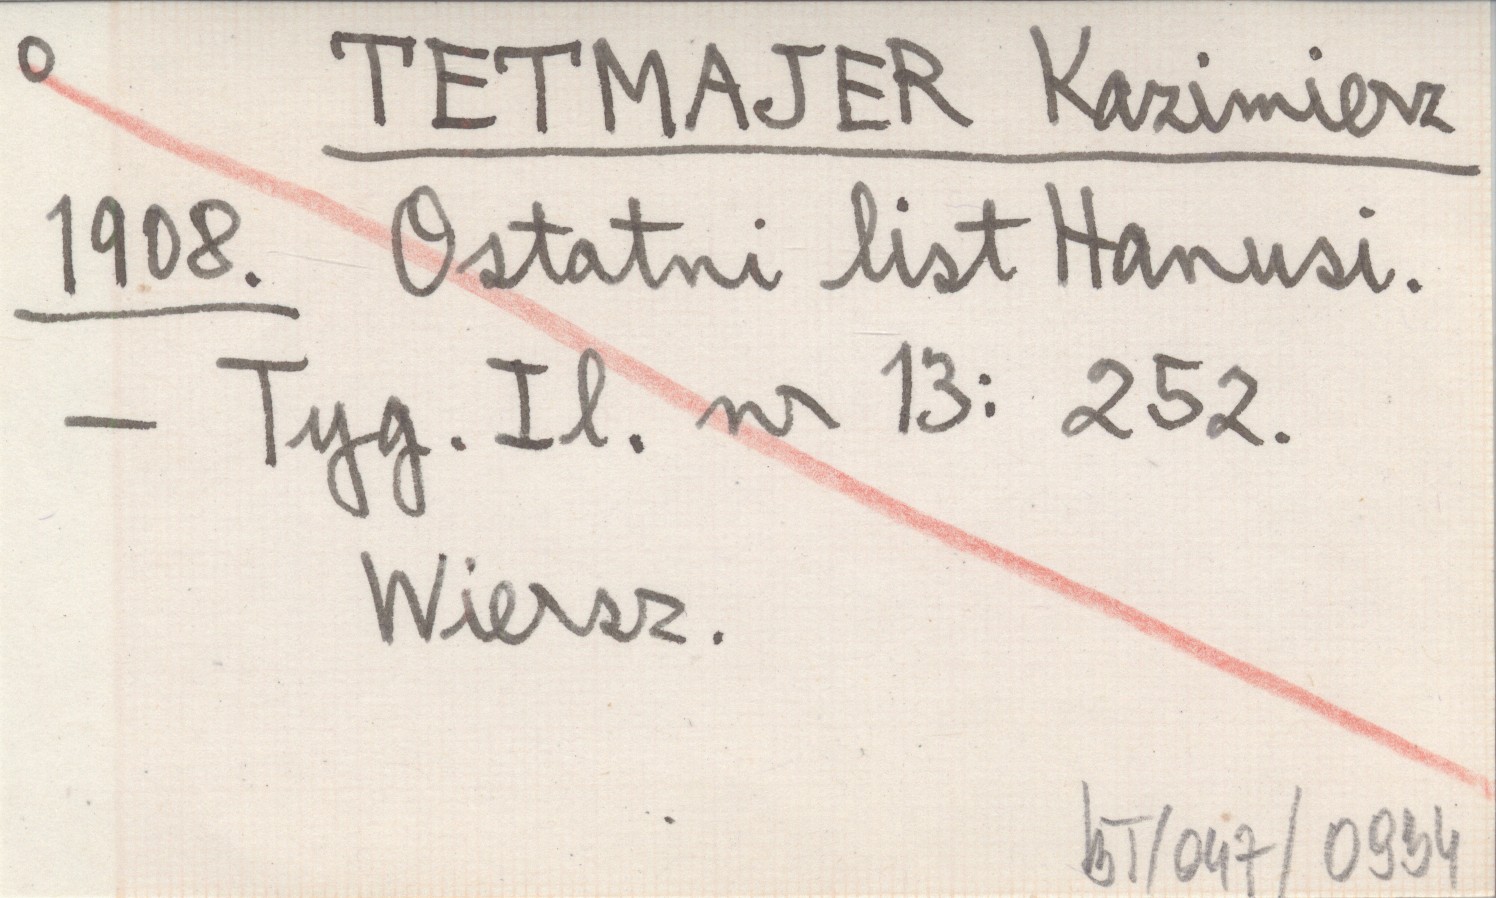 O TETMAJER Kazimierz
1908. Ostatni list Hanusi.
— Tyg. Il. nr 13: 252.
Wiersz.
BT/047/0934